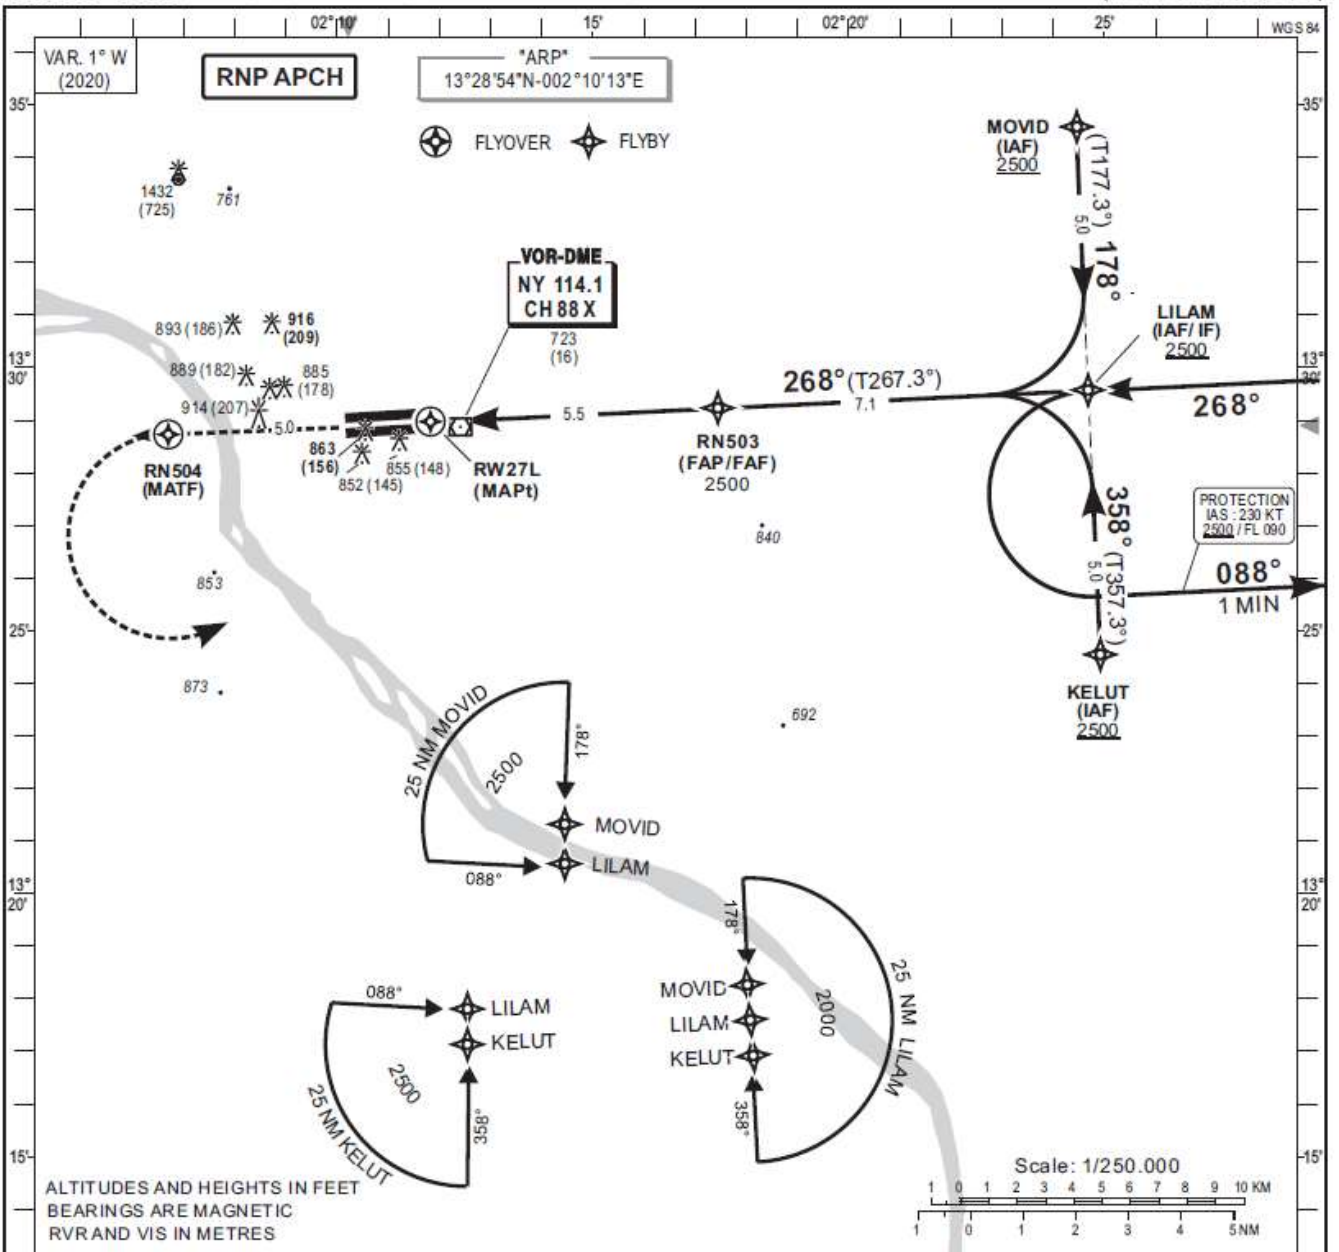 02°10'
15'
02°20'
25'
WGS 84
VAR. 1° W
(2020)
RNP APCH
"ARP"
13°28'54"N-002°10'13"E
FLYOVER
FLYBY
35'
35'
MOVID
(IAF)
2500
(T177.3°)
5.0
178°
1432
(725)
761
VOR-DME
NY 114.1
CH 88 X
723
(16)
LILAM
(IAF/ IF)
2500
893 (186)
916
(209)
889 (182)
885
(178)
914 (207)
13°
30'
13°
30'
268°(T267.3°)
7.1
5.5
5.0
268°
863
(156)
852 (145)
855 (148)
RN504
(MATF)
RW27L
(MAPt)
RN503
(FAP/FAF)
2500
358° (T357.3°)
5.0
PROTECTION
IAS : 230 KT
2500 / FL 090
088°
1 MIN
840
853
25'
25'
KELUT
(IAF)
2500
873
692
25 NM MOVID
2500
178°
MOVID
LILAM
088°
13°
20'
13°
20'
178°
MOVID
LILAM
KELUT
358°
2000
25 NM LILAM
088°
LILAM
KELUT
2500
25 NM KELUT
358°
15'
15'
ALTITUDES AND HEIGHTS IN FEET
BEARINGS ARE MAGNETIC
RVR AND VIS IN METRES
Scale: 1/250.000
1 0 1 2 3 4 5 6 7 8 9 10 KM
1 0 1 2 3 4 5 NM